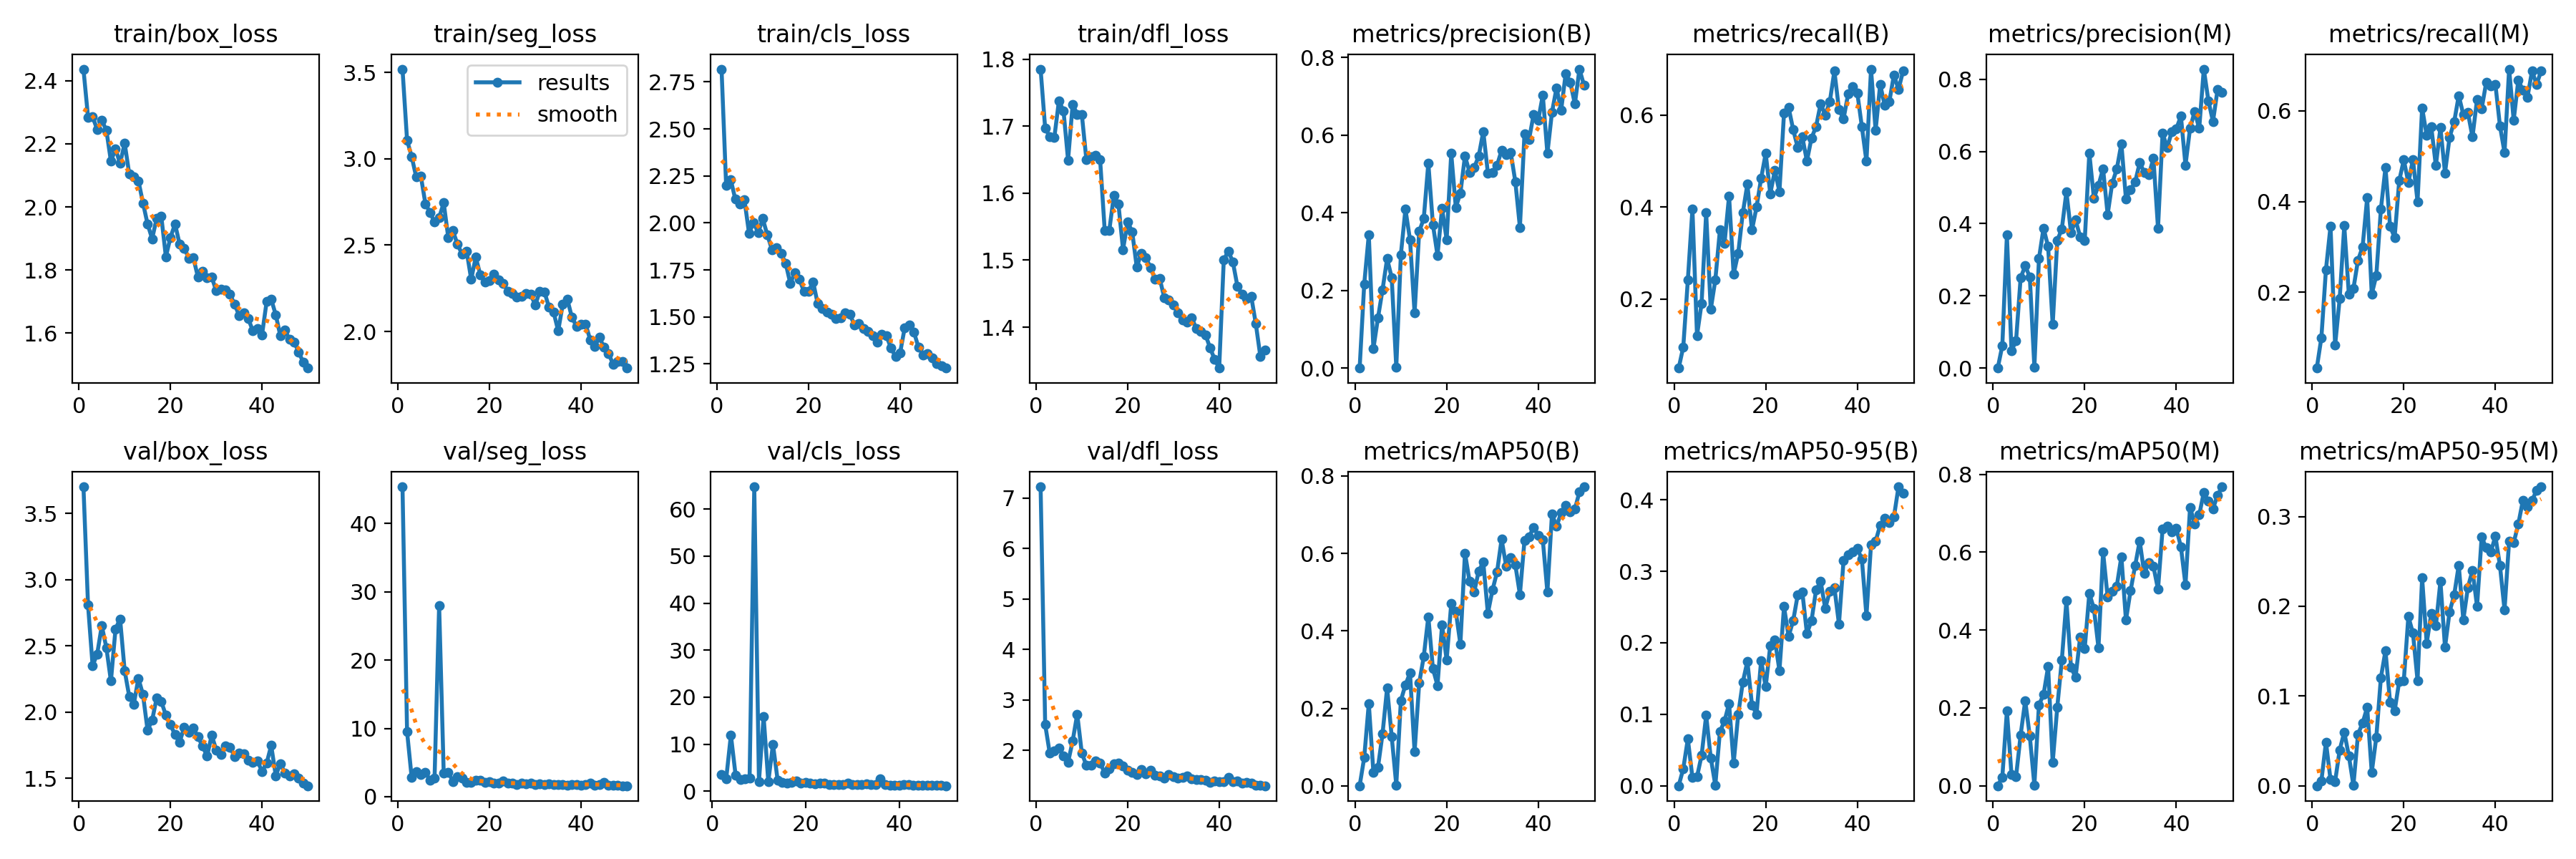 train/box_loss
2.4
2.2
2.0
1.8
1.6
0 20 40
train/seg_loss
results
smooth
3.5
3.0
2.5
2.0
0 20 40
train/cls_loss
2.75
2.50
2.25
2.00
1.75
1.50
1.25
0 20 40
train/dfl_loss
1.8
1.7
1.6
1.5
1.4
0 20 40
metrics/precision(B)
0.8
0.6
0.4
0.2
0.0
0 20 40
metrics/recall(B)
0.6
0.4
0.2
0 20 40
metrics/precision(M)
0.8
0.6
0.4
0.2
0.0
0 20 40
metrics/recall(M)
0.6
0.4
0.2
0 20 40
val/box_loss
3.5
3.0
2.5
2.0
1.5
0 20 40
val/seg_loss
40
30
20
10
0
0 20 40
val/cls_loss
60
50
40
30
20
10
0
0 20 40
val/dfl_loss
7
6
5
4
3
2
0 20 40
metrics/mAP50(B)
0.8
0.6
0.4
0.2
0.0
0 20 40
metrics/mAP50-95(B)
0.4
0.3
0.2
0.1
0.0
0 20 40
metrics/mAP50(M)
0.8
0.6
0.4
0.2
0.0
0 20 40
metrics/mAP50-95(M)
0.3
0.2
0.1
0.0
0 20 40